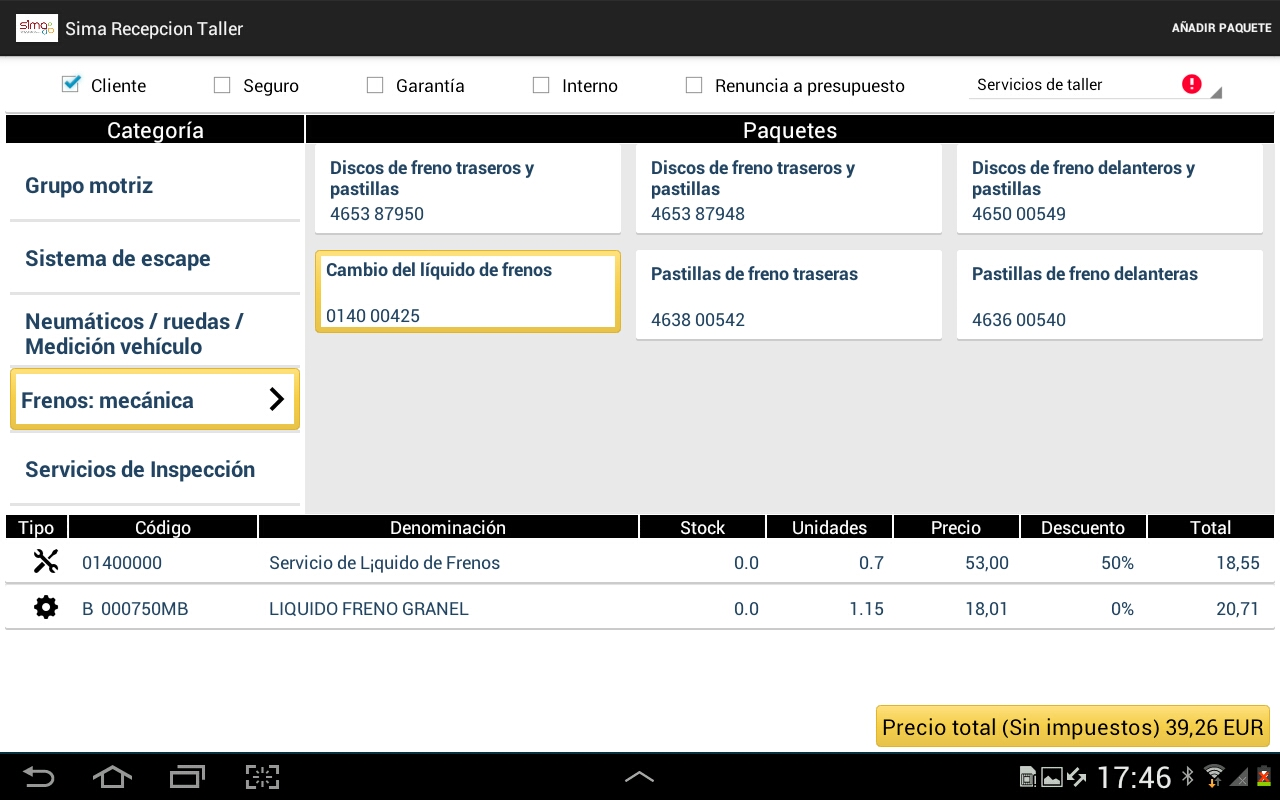 sima go
Sima Recepcion Taller
AÑADIR PAQUETE
Cliente
Seguro
Garantía
Interno
Renuncia a presupuesto
Servicios de taller
Categoría
Paquetes
Grupo motriz
Sistema de escape
Neumáticos / ruedas /
Medición vehículo
Frenos: mecánica
Servicios de Inspección
Discos de freno traseros y
pastillas
4653 87950
Discos de freno traseros y
pastillas
4653 87948
Discos de freno delanteros y
pastillas
4650 00549
Cambio del líquido de frenos
0140 00425
Pastillas de freno traseras
4638 00542
Pastillas de freno delanteras
4636 00540
Tipo Código Denominación Stock Unidades Precio Descuento Total
01400000 Servicio de L¡quido de Frenos 0.0 0.7 53,00 50% 18,55
B 000750MB LIQUIDO FRENO GRANEL 0.0 1.15 18,01 0% 20,71
Precio total (Sin impuestos) 39,26 EUR
17:46